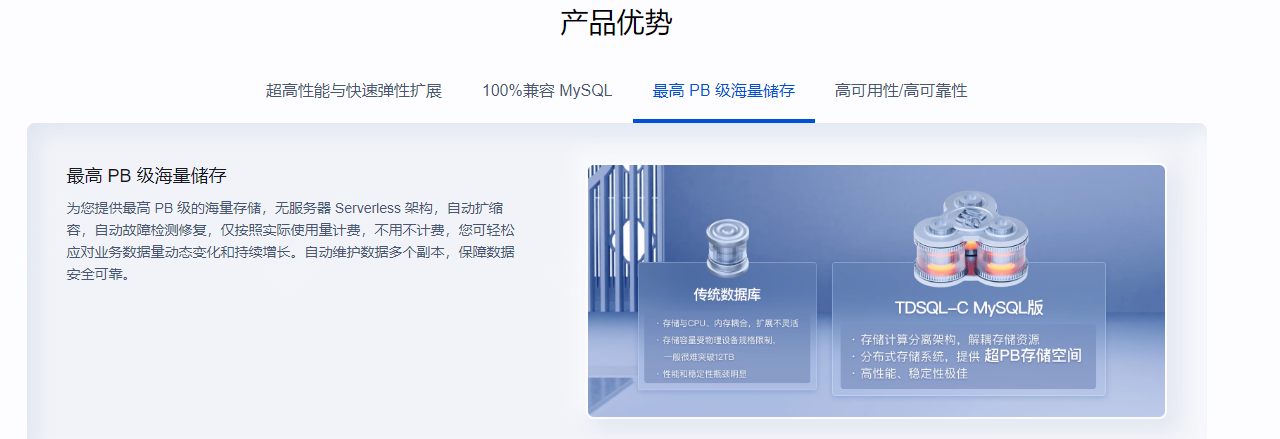 产品优势
超高性能与快速弹性扩展
100%兼容 MySQL
最高 PB 级海量储存
高可用性/高可靠性
最高 PB 级海量储存
为您提供最高 PB 级的海量存储，无服务器 Serverless 架构，自动扩缩
容，自动故障检测修复，仅按照实际使用量计费，不用不计费，您可轻松
应对业务数据量动态变化和持续增长。自动维护数据多个副本，保障数据
安全可靠。
传统数据库
· 存储与CPU、内存耦合，扩展不灵活
· 存储容量受物理设备规格限制，
一般很难突破12TB
· 性能和稳定性瓶颈明显
TDSQL-C MySQL版
· 存储计算分离架构，解耦存储资源
· 分布式存储系统，提供 超PB存储空间
· 高性能、稳定性极佳